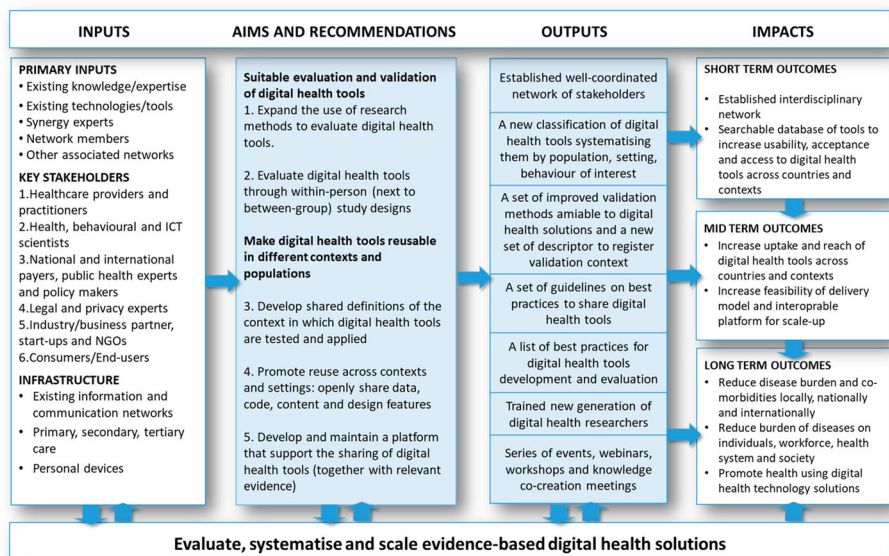 INPUTS
AIMS AND RECOMMENDATIONS
OUTPUTS
IMPACTS
PRIMARY INPUTS
• Existing knowledge/expertise
• Existing technologies/tools
• Synergy experts
• Network members
• Other associated networks
KEY STAKEHOLDERS
1.Healthcare providers and
practitioners
2.Health, behavioural and ICT
scientists
3.National and international
payers, public health experts
and policy makers
4.Legal and privacy experts
5.Industry/business partner,
start-ups and NGOs
6.Consumers/End-users
INFRASTRUCTURE
• Existing information and
communication networks
• Primary, secondary, tertiary
care
• Personal devices
Suitable evaluation and validation
of digital health tools
1. Expand the use of research
methods to evaluate digital health
tools.
2. Evaluate digital health tools
through within-person (next to
between-group) study designs
Make digital health tools reusable
in different contexts and
populations
3. Develop shared definitions of the
context in which digital health tools
are tested and applied
4. Promote reuse across contexts
and settings: openly share data,
code, content and design features
5. Develop and maintain a platform
that support the sharing of digital
health tools (together with relevant
evidence)
Established well-coordinated
network of stakeholders
A new classification of digital
health tools systematising
them by population, setting,
behaviour of interest
A set of improved validation
methods amiable to digital
health solutions and a new
set of descriptor to register
validation context
A set of guidelines on best
practices to share digital
health tools
A list of best practices for
digital health tools
development and evaluation
Trained new generation of
digital health researchers
Series of events, webinars,
workshops and knowledge
co-creation meetings
SHORT TERM OUTCOMES
• Established interdisciplinary
network
• Searchable database of tools to
increase usability, acceptance
and access to digital health
tools across countries and
contexts
MID TERM OUTCOMES
• Increase uptake and reach of
digital health tools across
countries and contexts
• Increase feasibility of delivery
model and interoprable
platform for scale-up
LONG TERM OUTCOMES
• Reduce disease burden and co-
morbidities locally, nationally
and internationally
• Reduce burden of diseases on
individuals, workforce, health
system and society
• Promote health using digital
health technology solutions
Evaluate, systematise and scale evidence-based digital health solutions